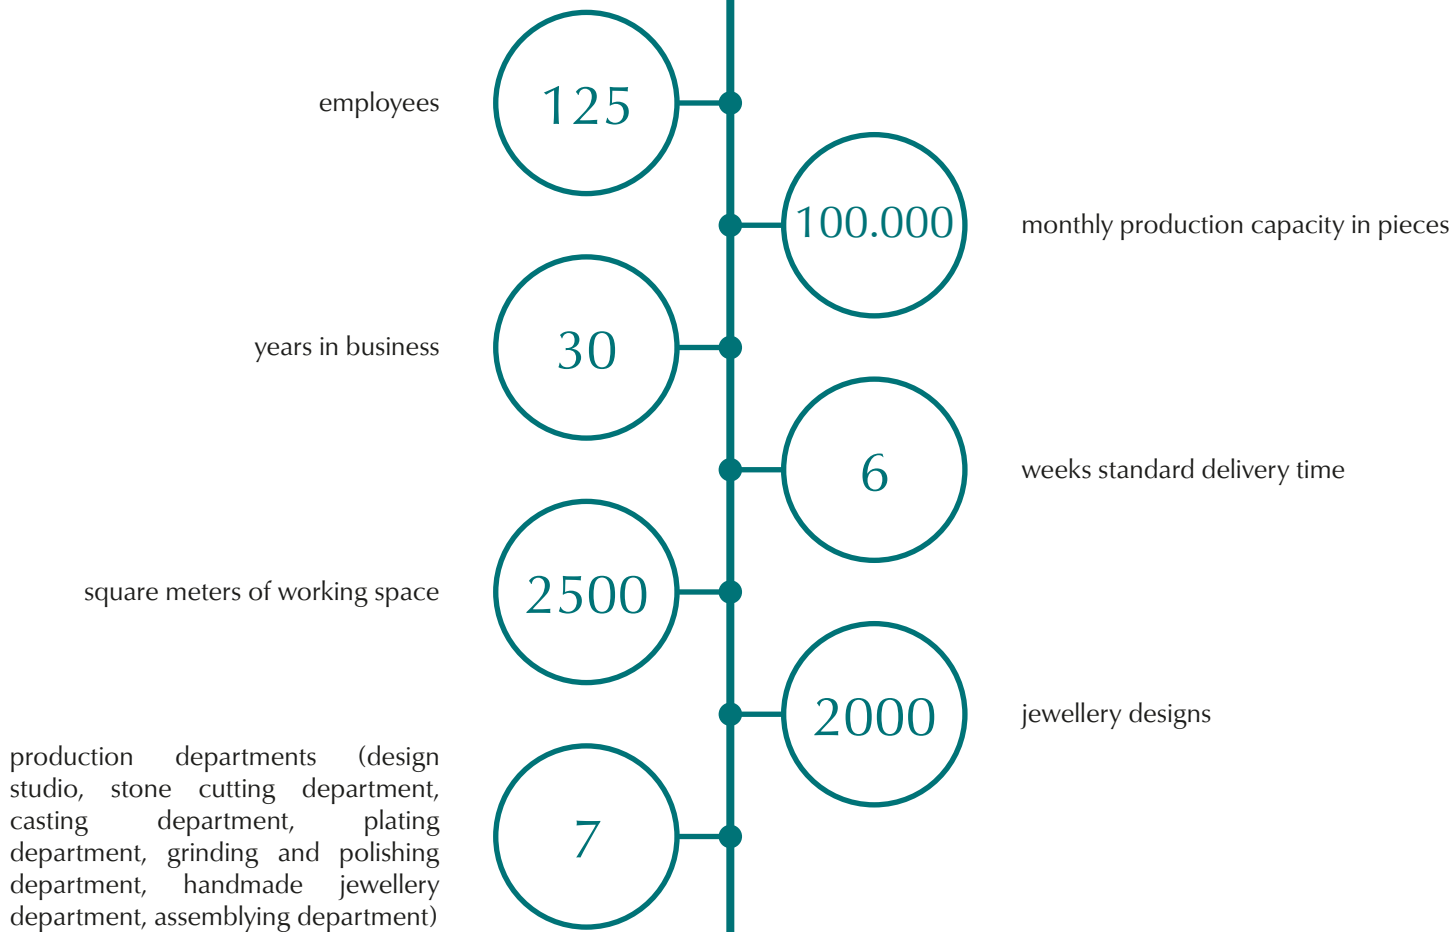 employees
125
100.000
monthly production capacity in pieces
years in business
30
6
weeks standard delivery time
square meters of working space
2500
2000
jewellery designs
production departments (design
studio, stone cutting department,
casting department, plating
department, grinding and polishing
department, handmade jewellery
department, assemblying department)
7